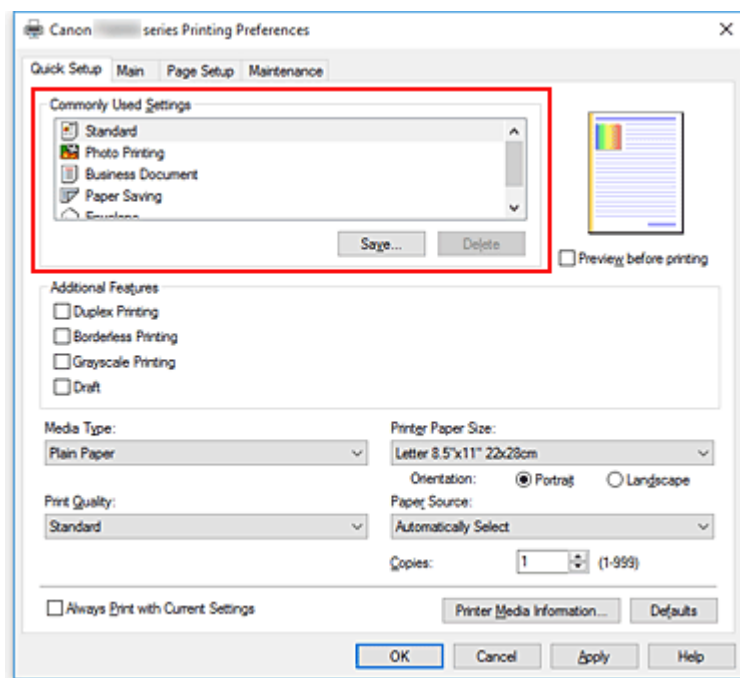 Canon series Printing Preferences
Quick Setup Main Page Setup Maintenance
Commonly Used Settings
Standard
Photo Printing
Business Document
Paper Saving
Envelope
Save... Delete
Preview before printing
Additional Features
Duplex Printing
Borderless Printing
Grayscale Printing
Draft
Media Type:
Plain Paper
Printer Paper Size:
Letter 8.5"x11" 22x28cm
Orientation: Portrait Landscape
Print Quality:
Standard
Paper Source:
Automatically Select
Copies: 1 (1-999)
Always Print with Current Settings
Printer Media Information... Defaults
OK Cancel Apply Help